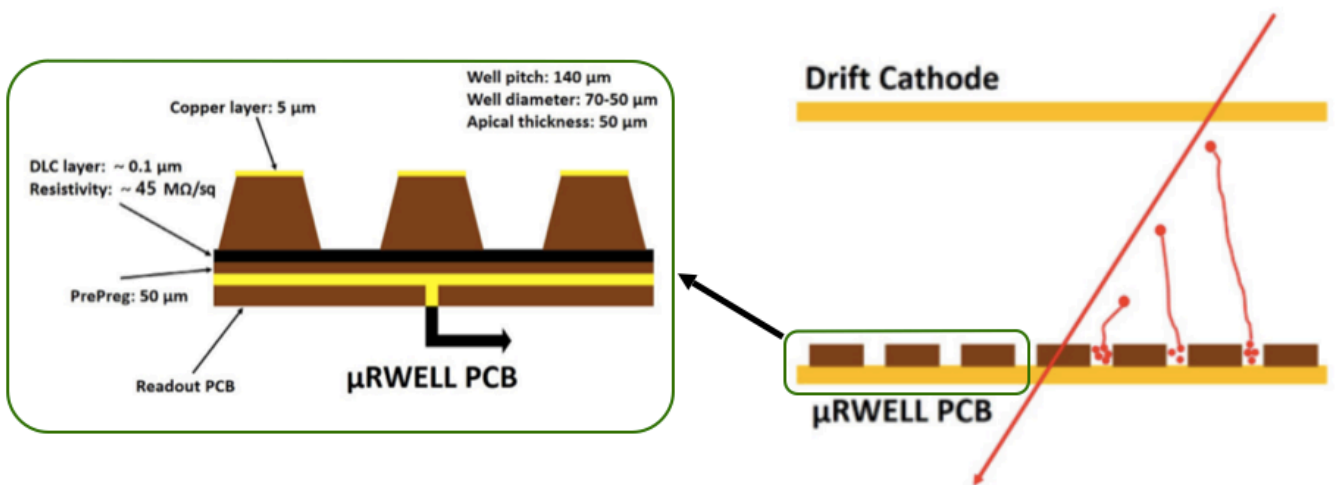 Well pitch: 140 µm
Well diameter: 70-50 µm
Apical thickness: 50 µm
Copper layer: 5 µm
DLC layer: ~ 0.1 µm
Resistivity: ~ 45 MΩ/sq
PrePreg: 50 µm
Readout PCB
µRWELL PCB
Drift Cathode
µRWELL PCB